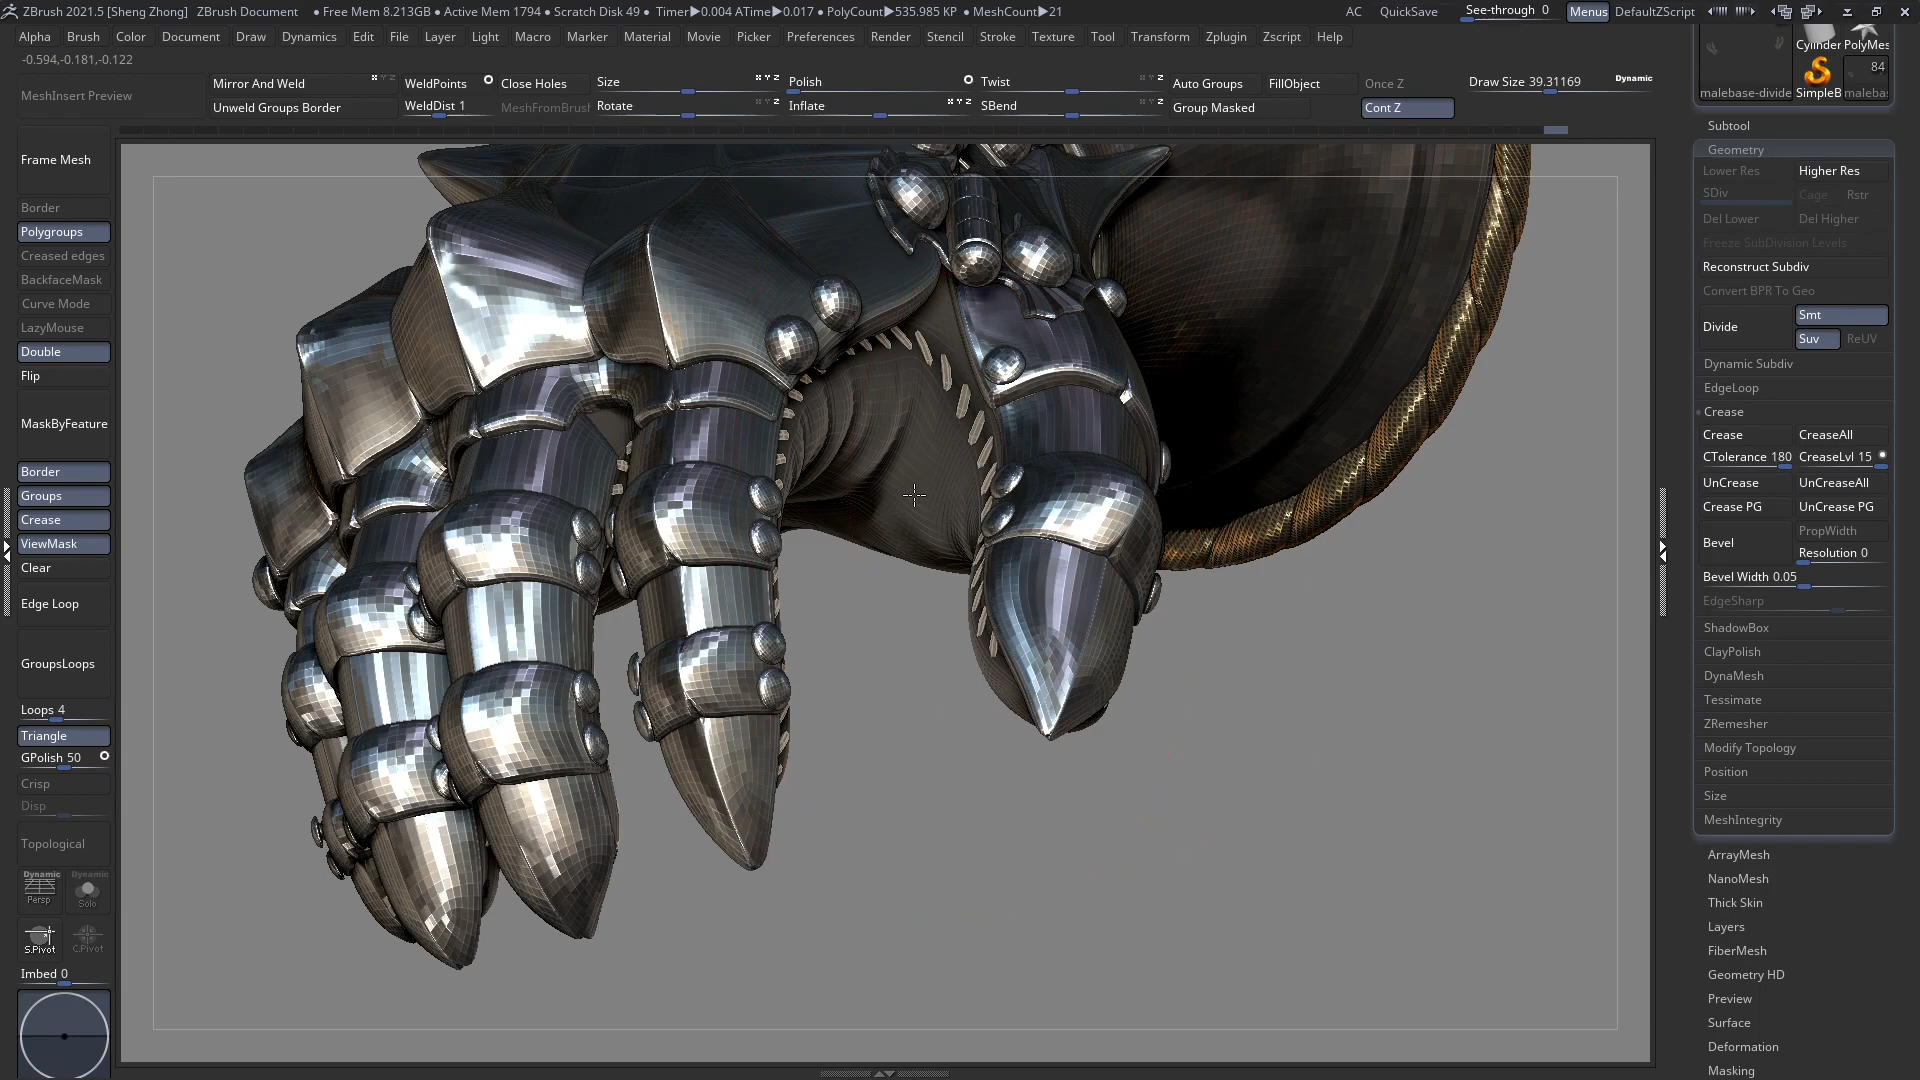 ZBrush 2021.5 [Sheng Zhong] ZBrush Document • Free Mem 8.213GB • Active Mem 1794 • Scratch Disk 49 • Timer▶0.004 ATime▶0.017 • PolyCount▶535.985 KP • MeshCount▶21 AC QuickSave See-through 0 Menus DefaultZScript
Alpha Brush Color Document Draw Dynamics Edit File Layer Light Macro Marker Material Movie Picker Preferences Render Stencil Stroke Texture Tool Transform Zplugin Zscript Help
-0.594,-0.181,-0.122
MeshInsert Preview
Mirror And Weld
WeldPoints
Close Holes
Size
Polish
Twist
Auto Groups
FillObject
Once Z
Draw Size 39.31169
Dynamic
Unweld Groups Border
WeldDist 1
MeshFromBrush
Rotate
Inflate
SBend
Group Masked
Cont Z
Frame Mesh
Border
Polygroups
Creased edges
BackfaceMask
Curve Mode
LazyMouse
Double
Flip
MaskByFeature
Border
Groups
Crease
ViewMask
Clear
Edge Loop
GroupsLoops
Loops 4
Triangle
GPolish 50
Crisp
Disp
Topological
Dynamic
Persp
Dynamic
Solo
S.Pivot
C.Pivot
Imbed 0
Cylinder PolyMes
84
malebase-divide SimpleB malebas
Subtool
Geometry
Lower Res Higher Res
SDiv Cage Rstr
Del Lower Del Higher
Freeze SubDivision Levels
Reconstruct Subdiv
Convert BPR To Geo
Divide Smt
Suv ReUV
Dynamic Subdiv
EdgeLoop
Crease
Crease CreaseAll
CTolerance 180 CreaseLvl 15
UnCrease UnCreaseAll
Crease PG UnCrease PG
Bevel PropWidth
Resolution 0
Bevel Width 0.05
EdgeSharp
ShadowBox
ClayPolish
DynaMesh
Tessimate
ZRemesher
Modify Topology
Position
Size
MeshIntegrity
ArrayMesh
NanoMesh
Thick Skin
Layers
FiberMesh
Geometry HD
Preview
Surface
Deformation
Masking